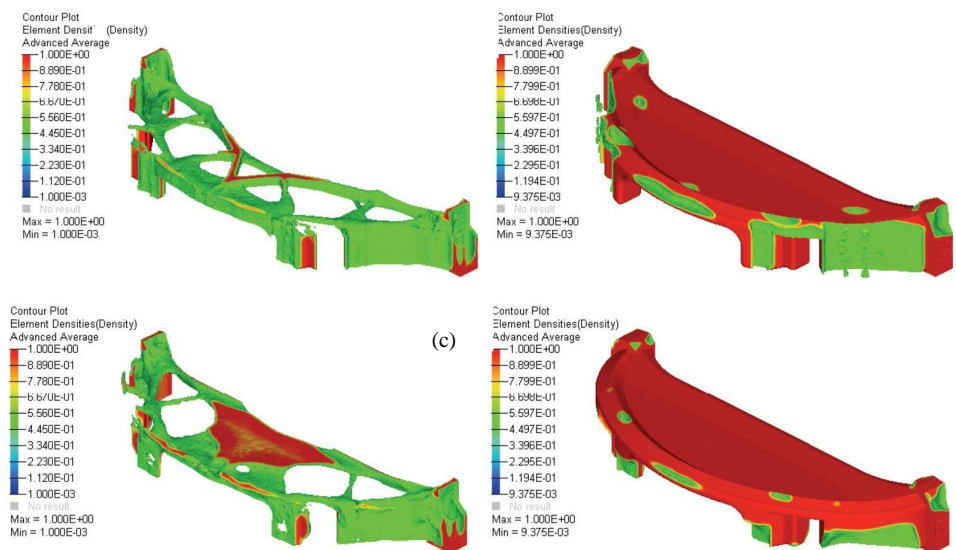 Contour Plot
Element Densit (Density)
Advanced Average
1.000E+00
8.890E-01
7.780E-01
6.670E-01
5.560E-01
4.450E-01
3.340E-01
2.230E-01
1.120E-01
1.000E-03
No result
Max = 1.000E+00
Min = 1.000E-03
Contour Plot
Element Densities(Density)
Advanced Average
1.000E+00
8.899E-01
7.799E-01
6.698E-01
5.597E-01
4.497E-01
3.396E-01
2.295E-01
1.194E-01
9.375E-03
No result
Max = 1.000E+00
Min = 9.375E-03
Contour Plot
Element Densities(Density)
Advanced Average
1.000E+00
8.890E-01
7.780E-01
6.670E-01
5.560E-01
4.450E-01
3.340E-01
2.230E-01
1.120E-01
1.000E-03
No result
Max = 1.000E+00
Min = 1.000E-03
(c)
Contour Plot
Element Densities(Density)
Advanced Average
1.000E+00
8.899E-01
7.799E-01
6.698E-01
5.597E-01
4.497E-01
3.396E-01
2.295E-01
1.194E-01
9.375E-03
No result
Max = 1.000E+00
Min = 9.375E-03